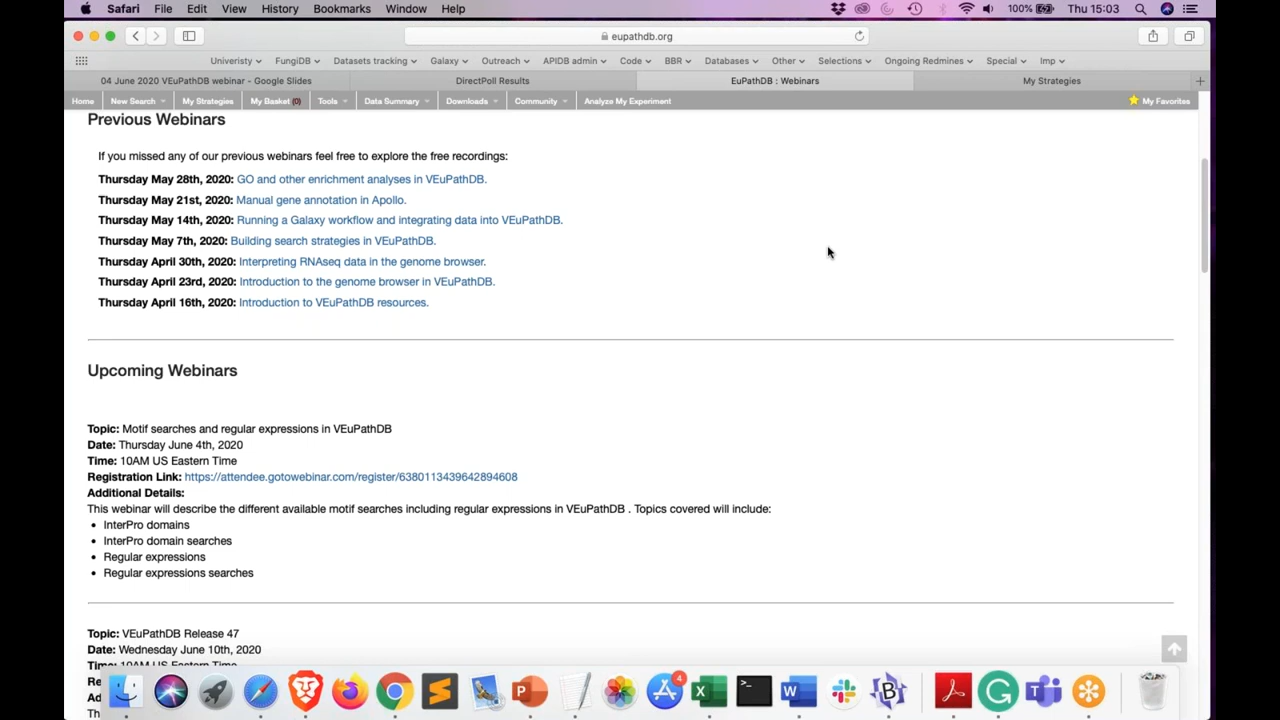 Safari File Edit View History Bookmarks Window Help 100% Thu 15:03
eupathdb.org
Univeristy FungiDB Datasets tracking Galaxy Outreach APIDB admin Code BBR Databases Other Selections Ongoing Redmines Special Imp
04 June 2020 VEuPathDB webinar - Google Slides DirectPoll Results EuPathDB : Webinars My Strategies
Home New Search My Strategies My Basket (0) Tools Data Summary Downloads Community Analyze My Experiment My Favorites
Previous Webinars
If you missed any of our previous webinars feel free to explore the free recordings:
Thursday May 28th, 2020: GO and other enrichment analyses in VEuPathDB.
Thursday May 21st, 2020: Manual gene annotation in Apollo.
Thursday May 14th, 2020: Running a Galaxy workflow and integrating data into VEuPathDB.
Thursday May 7th, 2020: Building search strategies in VEuPathDB.
Thursday April 30th, 2020: Interpreting RNAseq data in the genome browser.
Thursday April 23rd, 2020: Introduction to the genome browser in VEuPathDB.
Thursday April 16th, 2020: Introduction to VEuPathDB resources.
Upcoming Webinars
Topic: Motif searches and regular expressions in VEuPathDB
Date: Thursday June 4th, 2020
Time: 10AM US Eastern Time
Registration Link: https://attendee.gotowebinar.com/register/6380113439642894608
Additional Details:
This webinar will describe the different available motif searches including regular expressions in VEuPathDB . Topics covered will include:
• InterPro domains
• InterPro domain searches
• Regular expressions
• Regular expressions searches
Topic: VEuPathDB Release 47
Date: Wednesday June 10th, 2020
Time: 10AM US Eastern Time
4